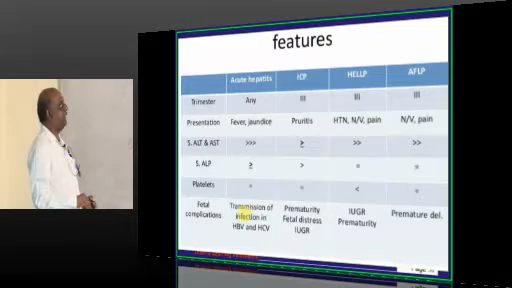 features
Acute hepatits ICP HELLP AFLP
Trimester Any III III III
Presentation Fever, jaundice Pruritis HTN, N/V, pain N/V, pain
S. ALT & AST >>> ≥ >> >>
S. ALP ≥ > = =
Platelets = = < =
Fetal complications Transmission of infection in HBV and HCV Prematurity Fetal distress IUGR IUGR Prematurity Premature del.